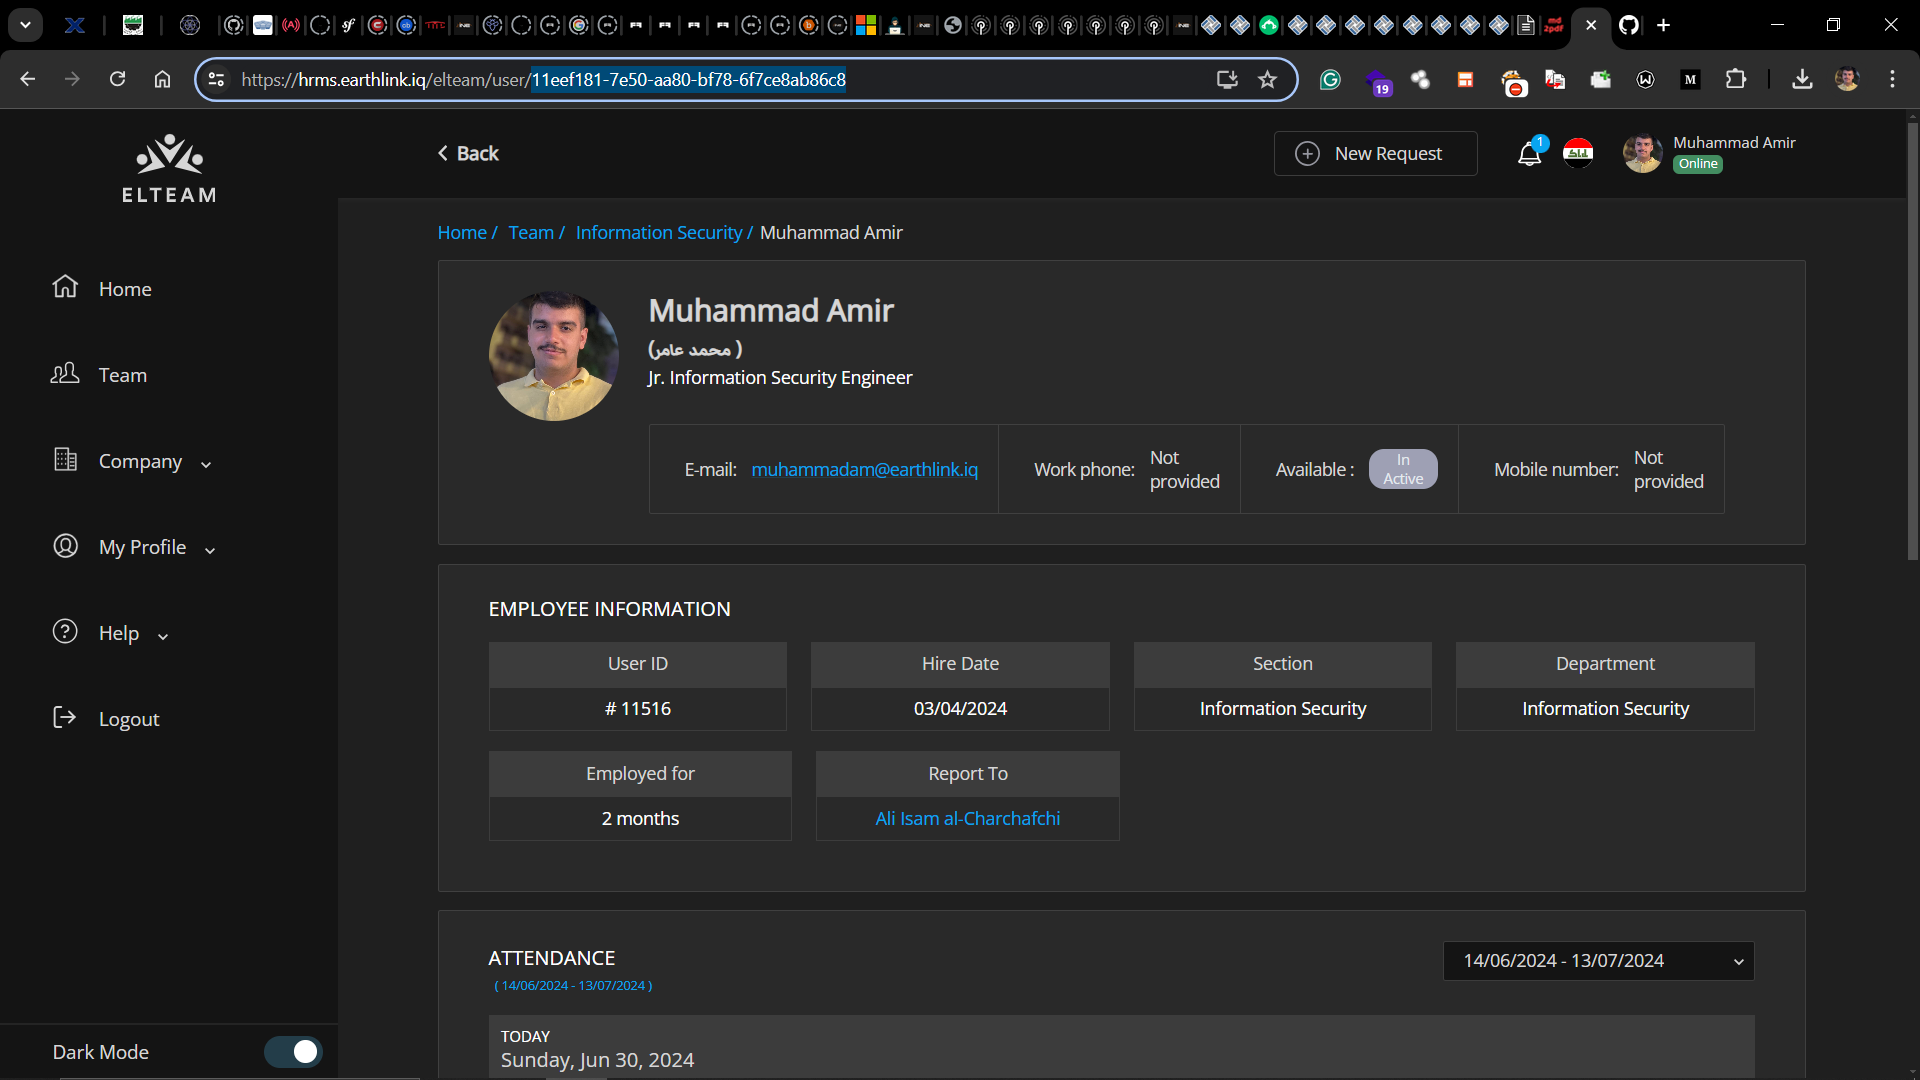 https://hrms.earthlink.iq/elteam/user/11eef181-7e50-aa80-bf78-6f7ce8ab86c8
19
M
ELTEAM
Back
New Request
1
Muhammad Amir
Online
Home / Team / Information Security / Muhammad Amir
Home
Team
Company
My Profile
Help
Logout
Dark Mode
Muhammad Amir
(محمد عامر )
Jr. Information Security Engineer
E-mail: muhammadam@earthlink.iq
Work phone: Not provided
Available : In Active
Mobile number: Not provided
EMPLOYEE INFORMATION
User ID
# 11516
Hire Date
03/04/2024
Section
Information Security
Department
Information Security
Employed for
2 months
Report To
Ali Isam al-Charchafchi
ATTENDANCE
( 14/06/2024 - 13/07/2024 )
14/06/2024 - 13/07/2024
TODAY
Sunday, Jun 30, 2024